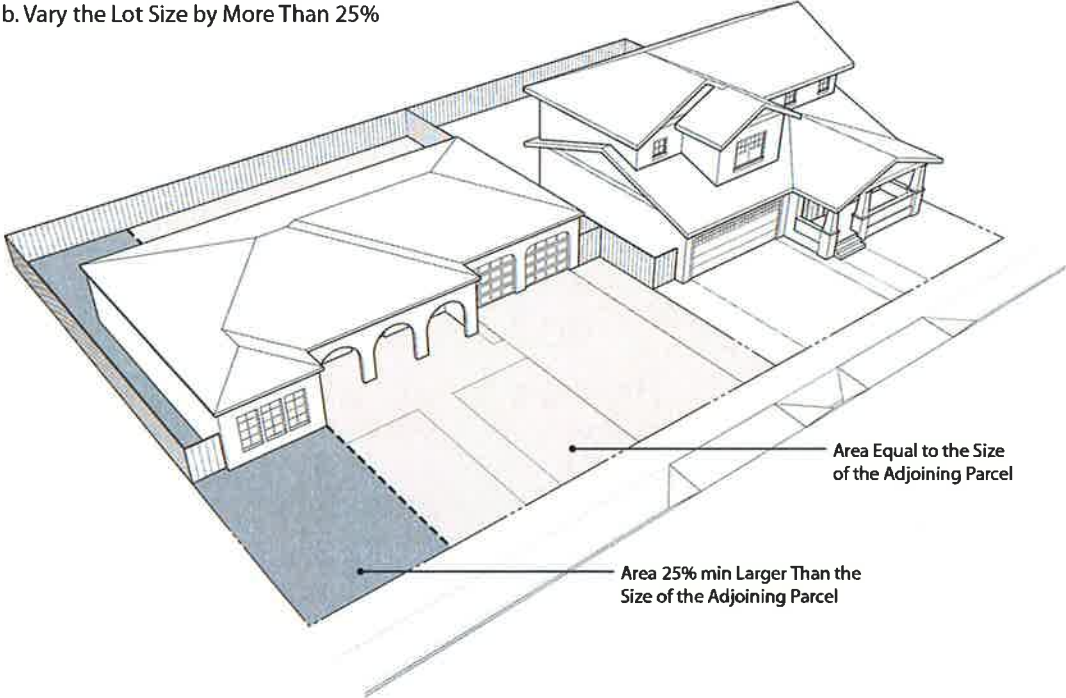 b. Vary the Lot Size by More Than 25%
Area Equal to the Size
of the Adjoining Parcel
Area 25% min Larger Than the
Size of the Adjoining Parcel